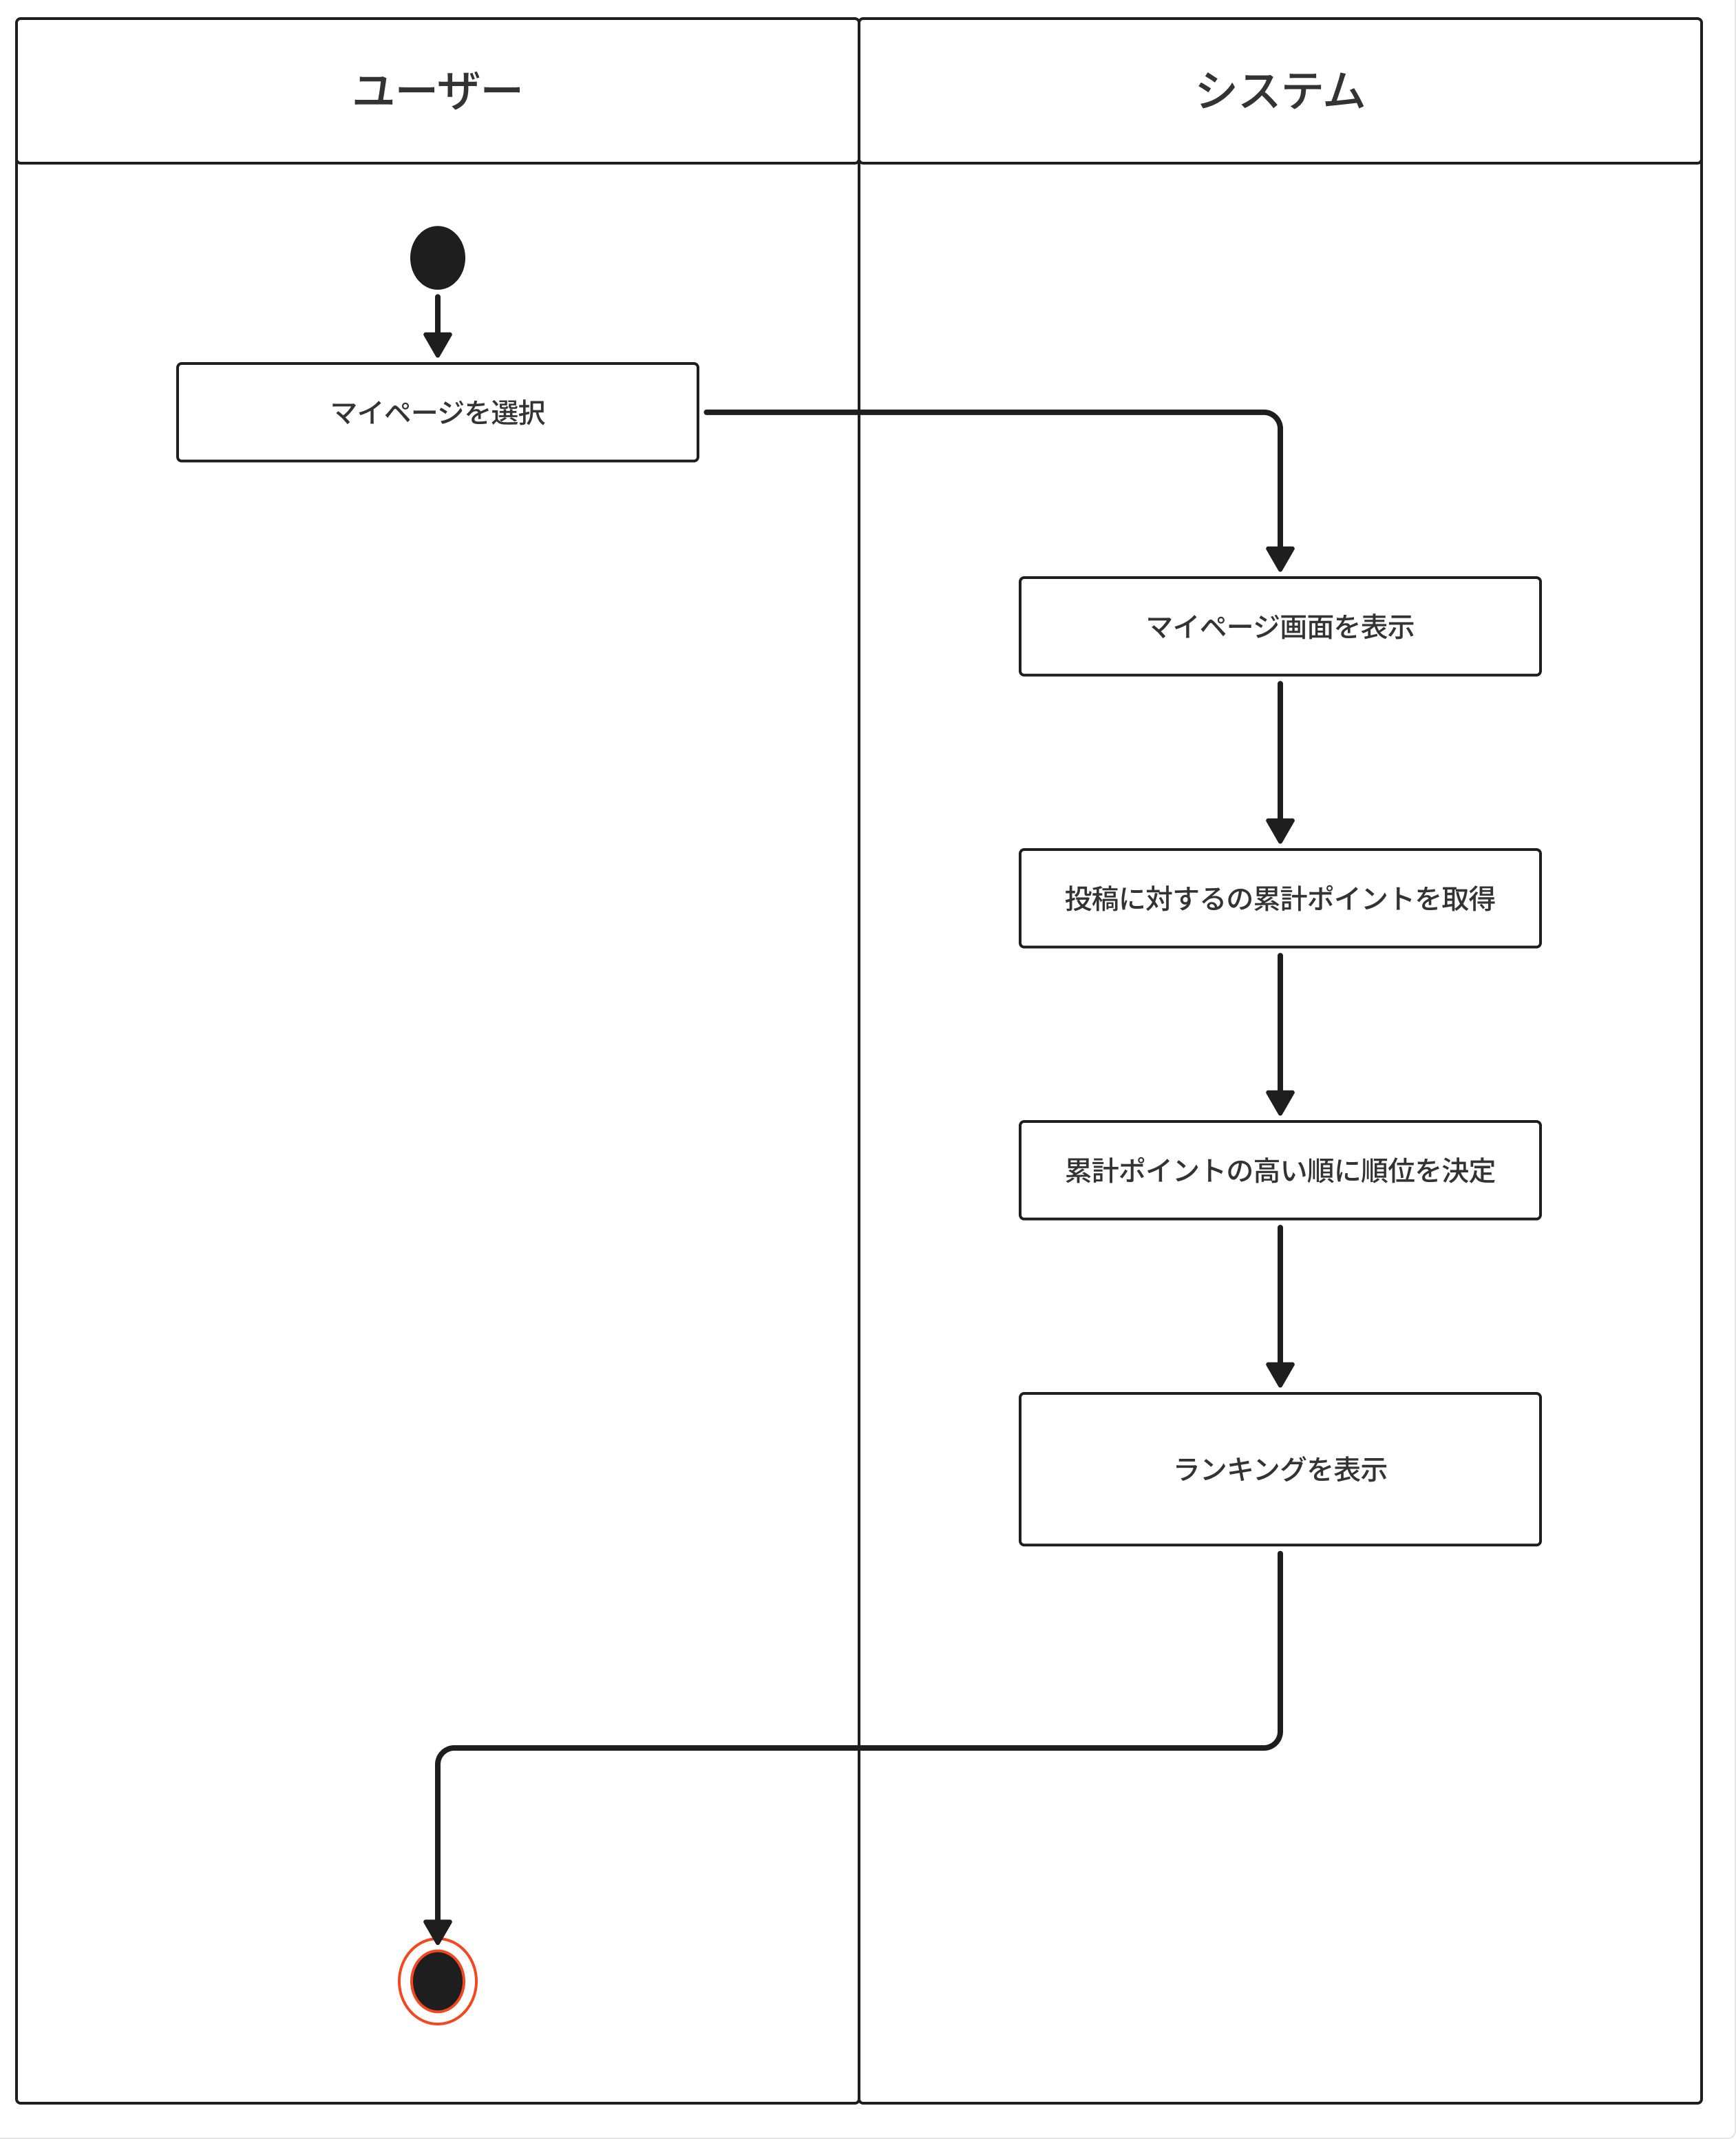 ユーザー
システム
マイページを選択
マイページ画面を表示
投稿に対するの累計ポイントを取得
累計ポイントの高い順に順位を決定
ランキングを表示